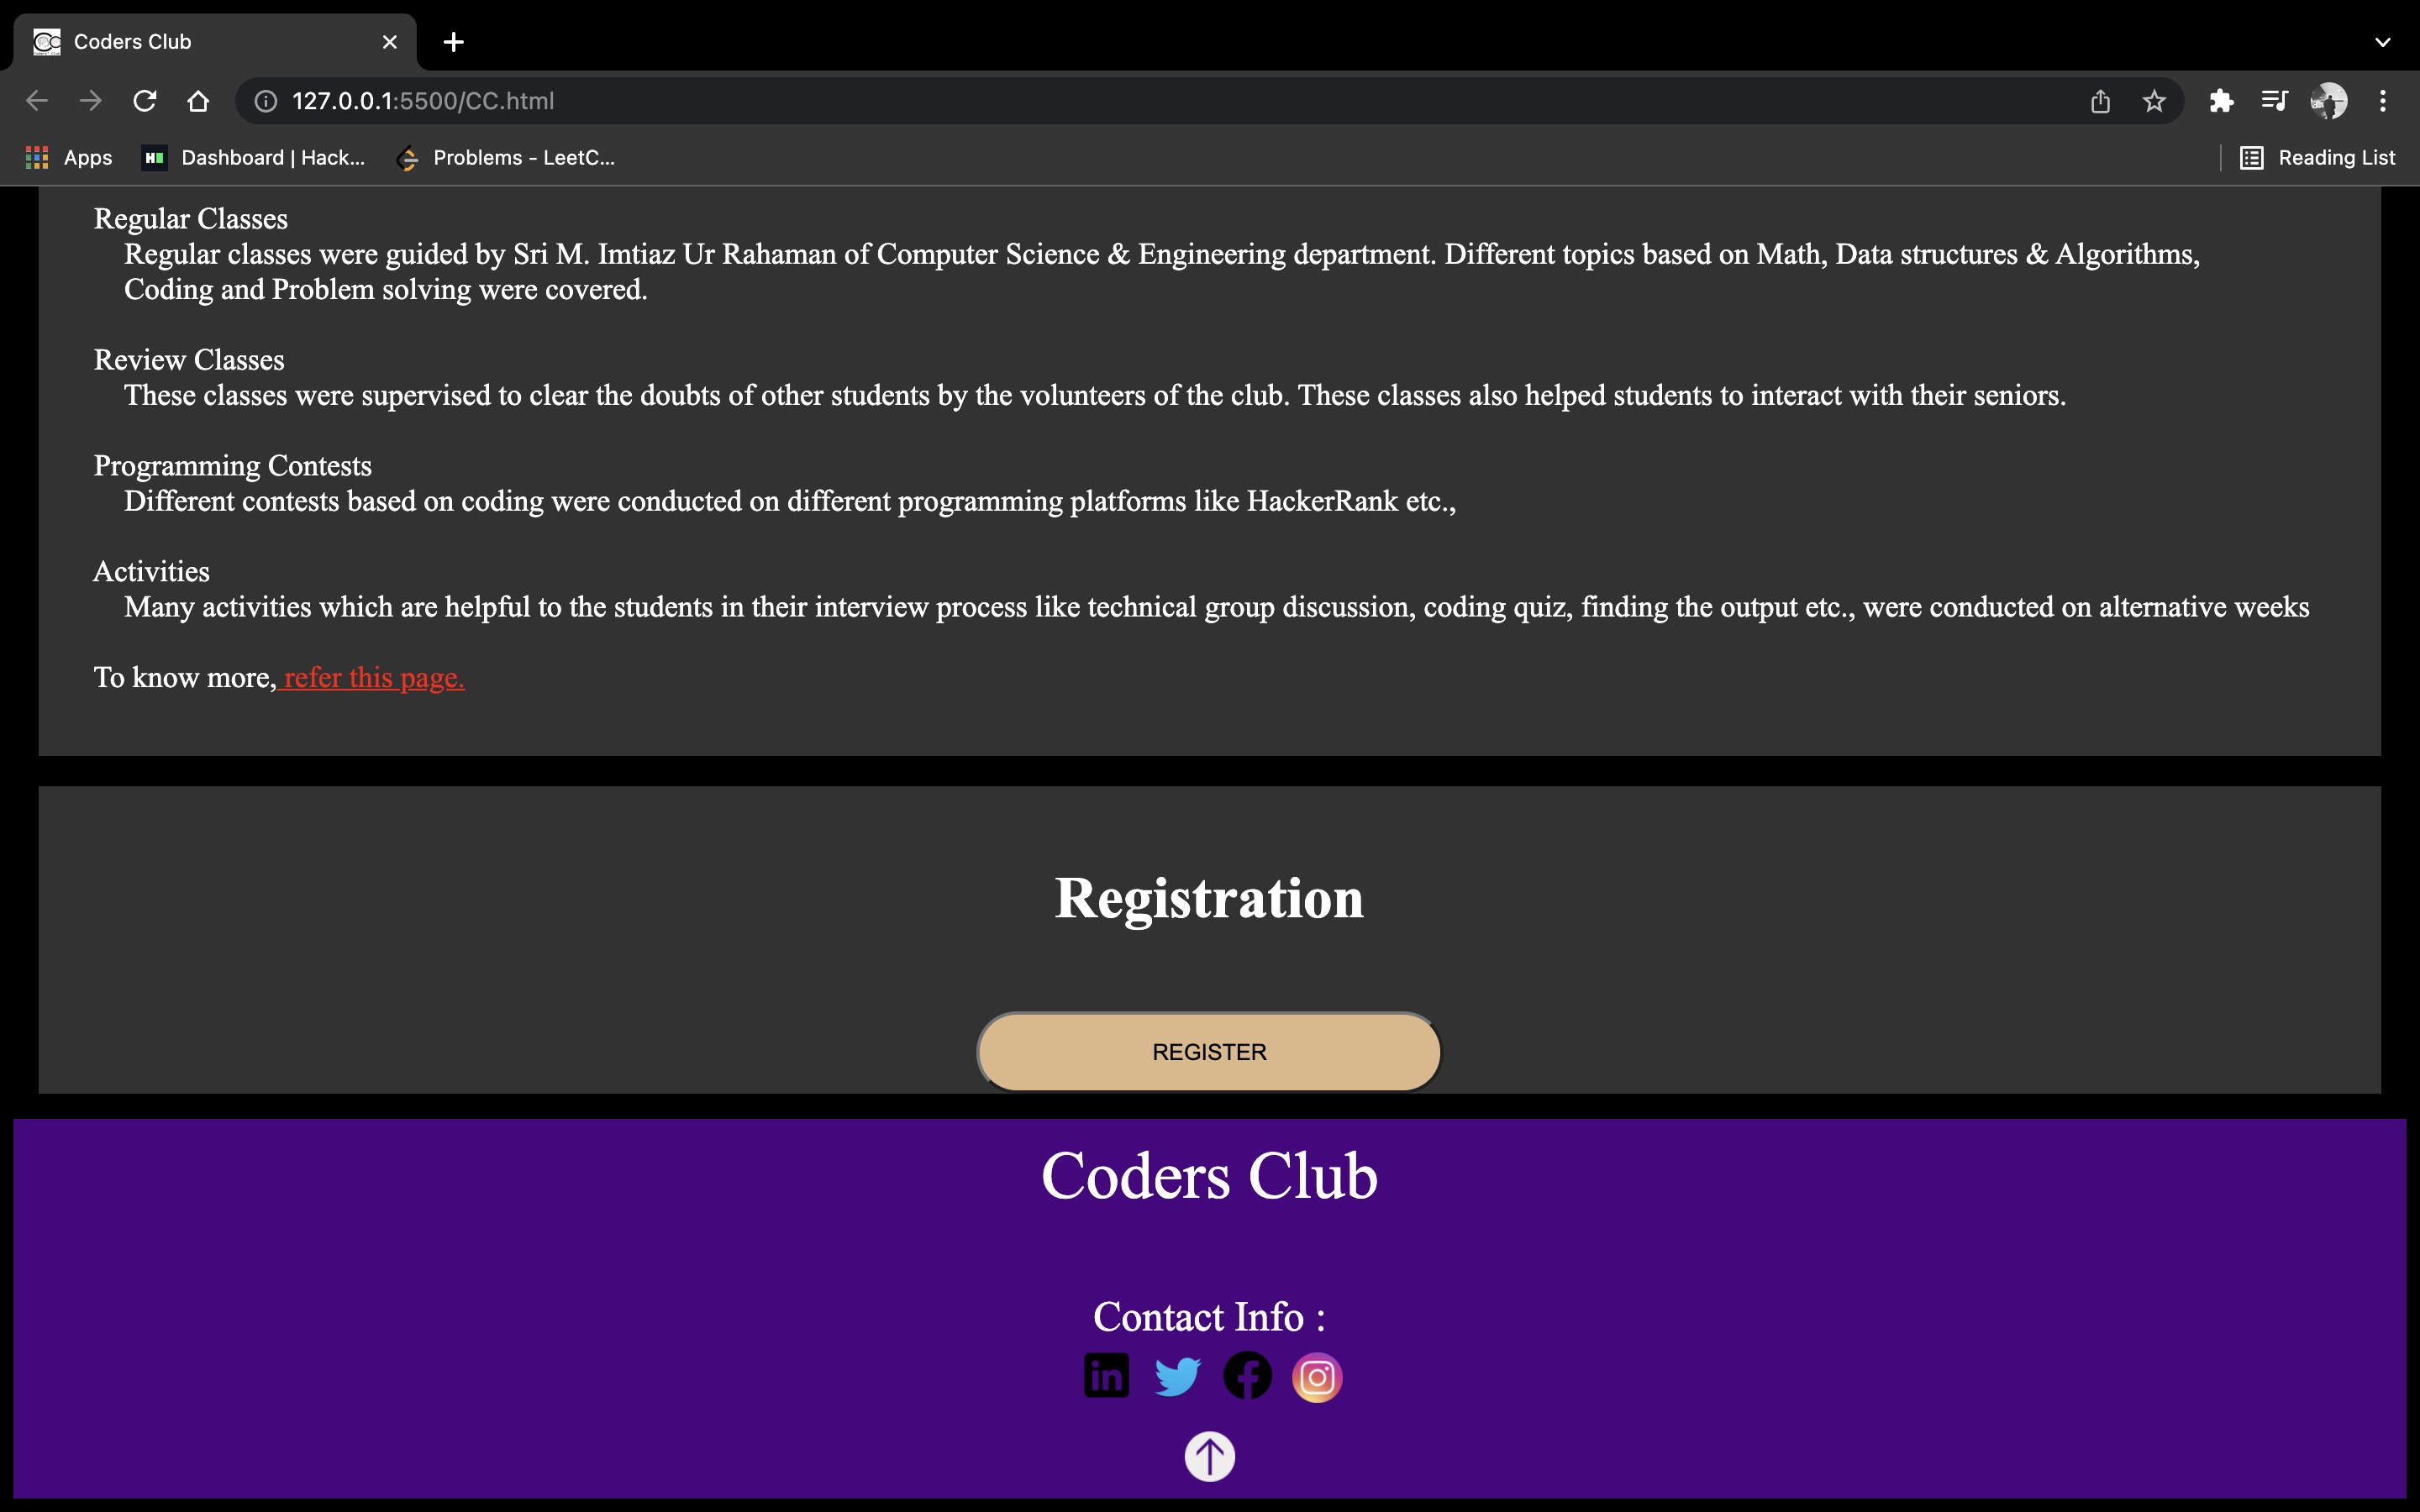 Coders Club
127.0.0.1:5500/CC.html
Apps
Dashboard | Hack...
Problems - LeetC...
Reading List
Regular Classes
Regular classes were guided by Sri M. Imtiaz Ur Rahaman of Computer Science & Engineering department. Different topics based on Math, Data structures & Algorithms,
Coding and Problem solving were covered.
Review Classes
These classes were supervised to clear the doubts of other students by the volunteers of the club. These classes also helped students to interact with their seniors.
Programming Contests
Different contests based on coding were conducted on different programming platforms like HackerRank etc.,
Activities
Many activities which are helpful to the students in their interview process like technical group discussion, coding quiz, finding the output etc., were conducted on alternative weeks
To know more, refer this page.
Registration
REGISTER
Coders Club
Contact Info :